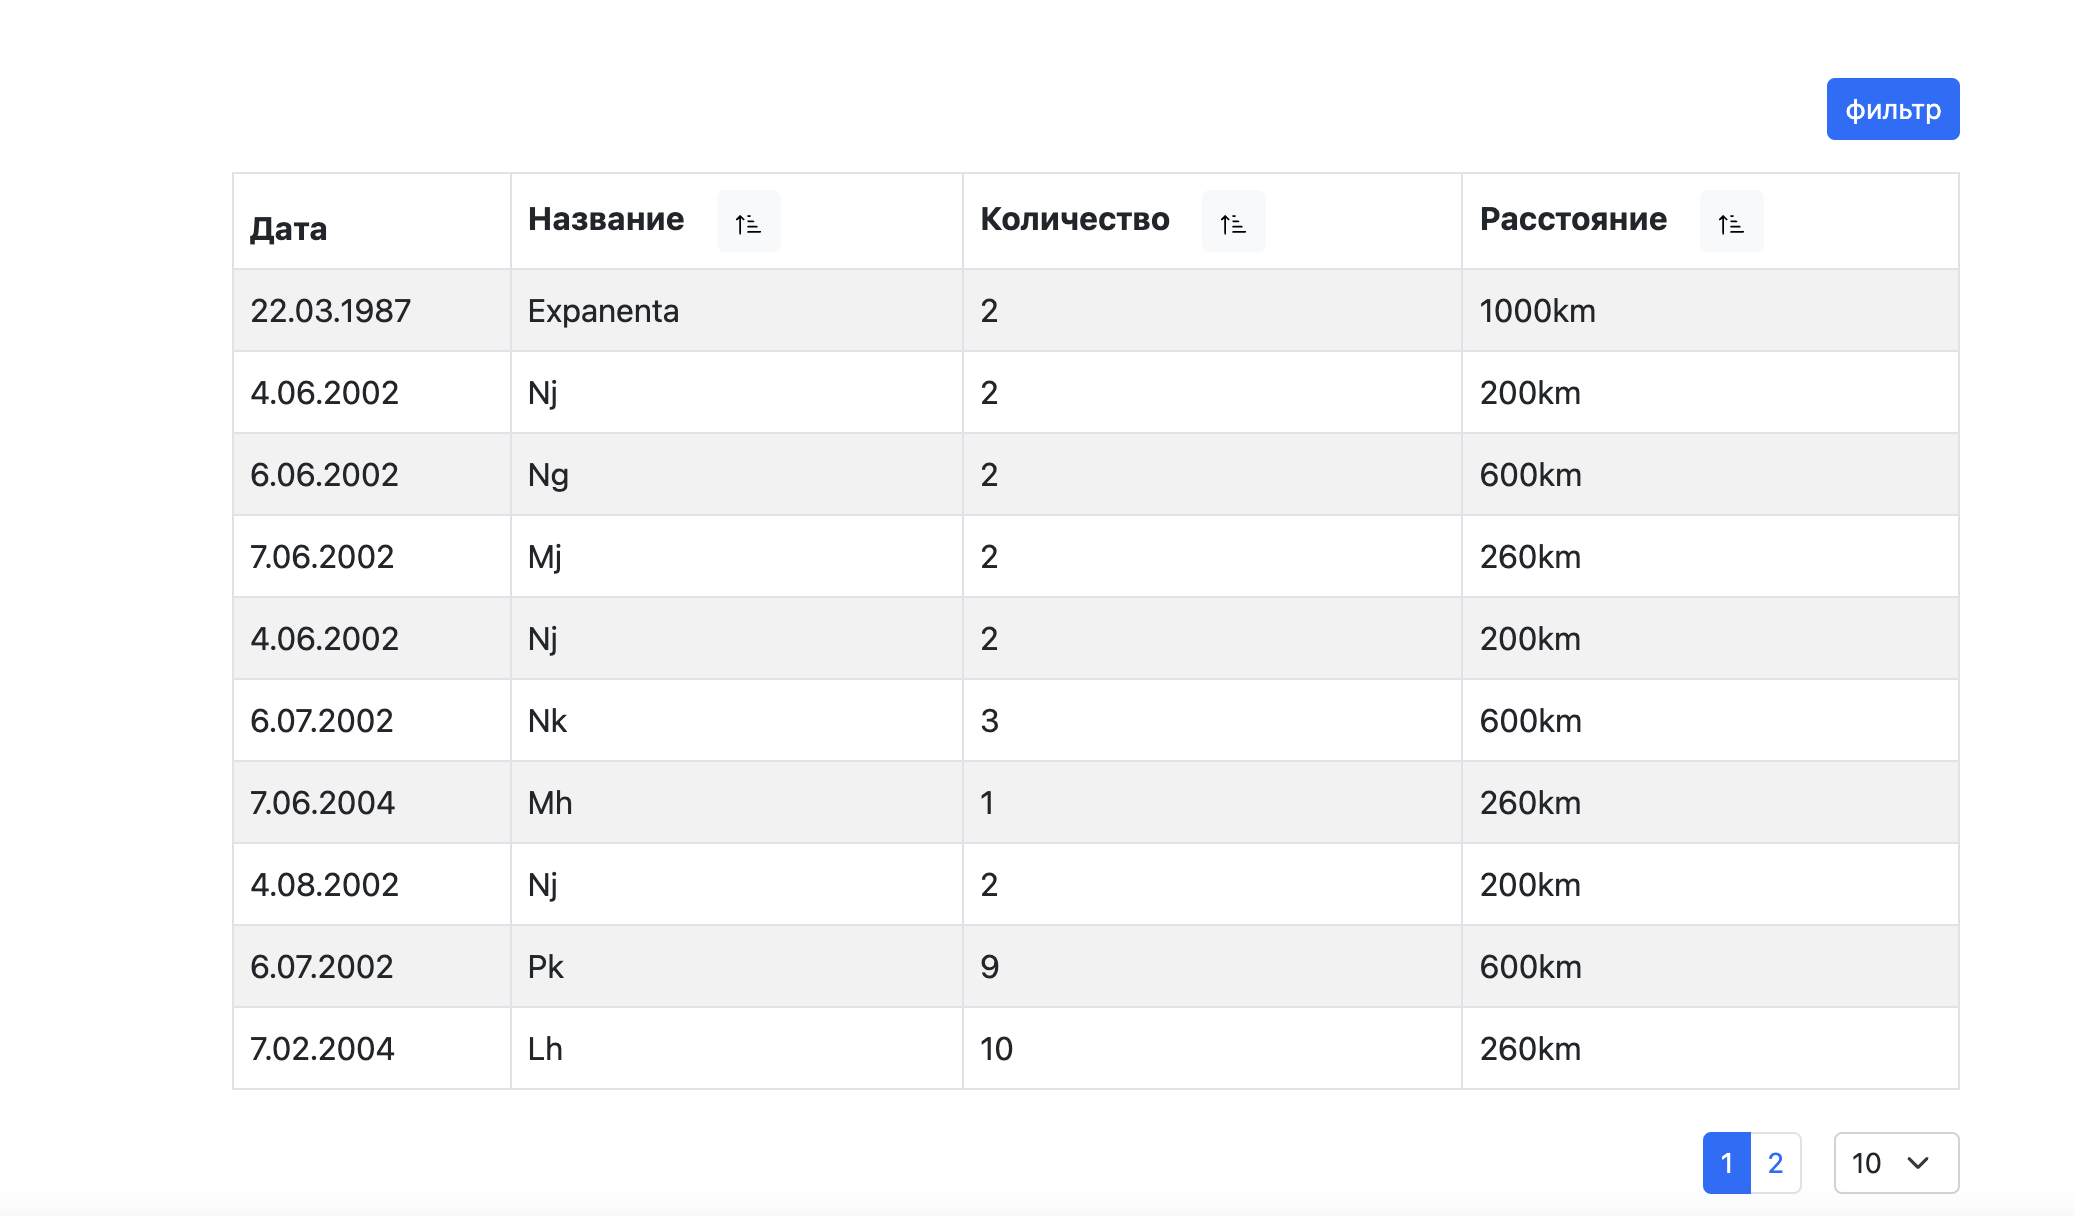 фильтр
Дата Название Количество Расстояние
22.03.1987 Expanenta 2 1000km
4.06.2002 Nj 2 200km
6.06.2002 Ng 2 600km
7.06.2002 Mj 2 260km
4.06.2002 Nj 2 200km
6.07.2002 Nk 3 600km
7.06.2004 Mh 1 260km
4.08.2002 Nj 2 200km
6.07.2002 Pk 9 600km
7.02.2004 Lh 10 260km
1 2 10